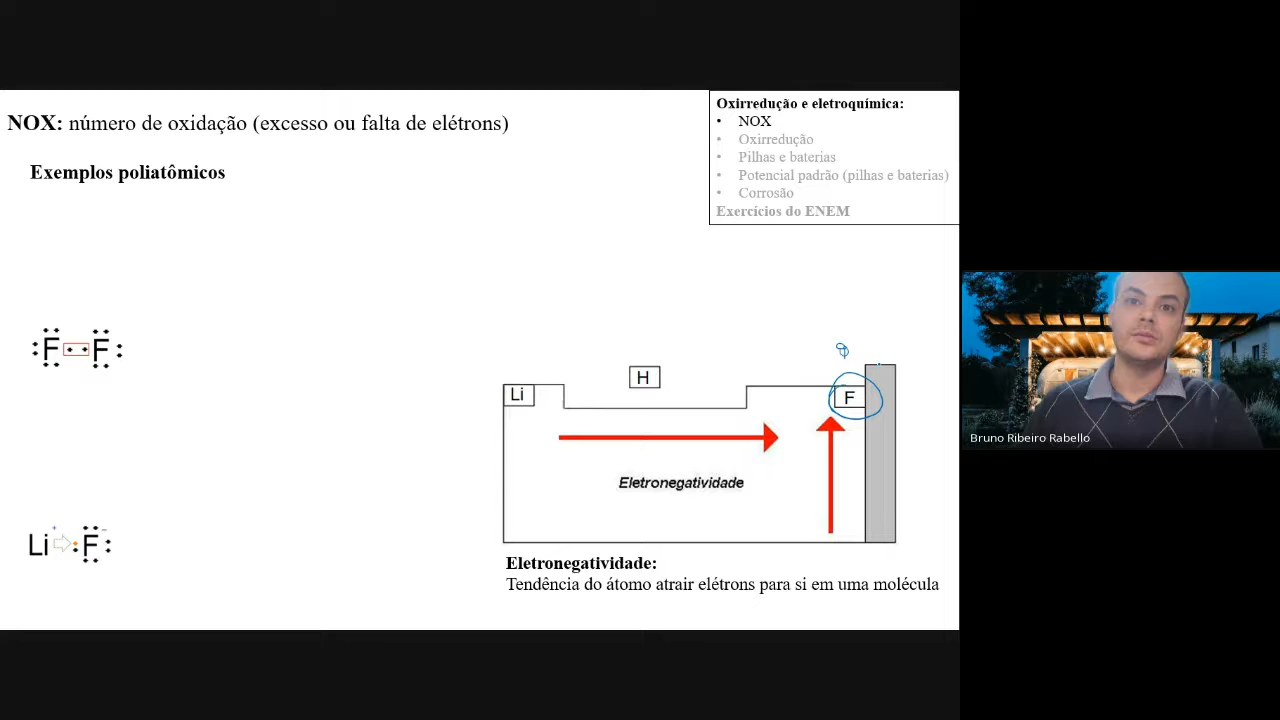 NOX: número de oxidação (excesso ou falta de elétrons)
Exemplos poliatômicos
Oxirredução e eletroquímica:
• NOX
• Oxirredução
• Pilhas e baterias
• Potencial padrão (pilhas e baterias)
• Corrosão
Exercícios do ENEM
F F
Li + F −
Li
H
F
Eletronegatividade
Eletronegatividade:
Tendência do átomo atrair elétrons para si em uma molécula
Bruno Ribeiro Rabello